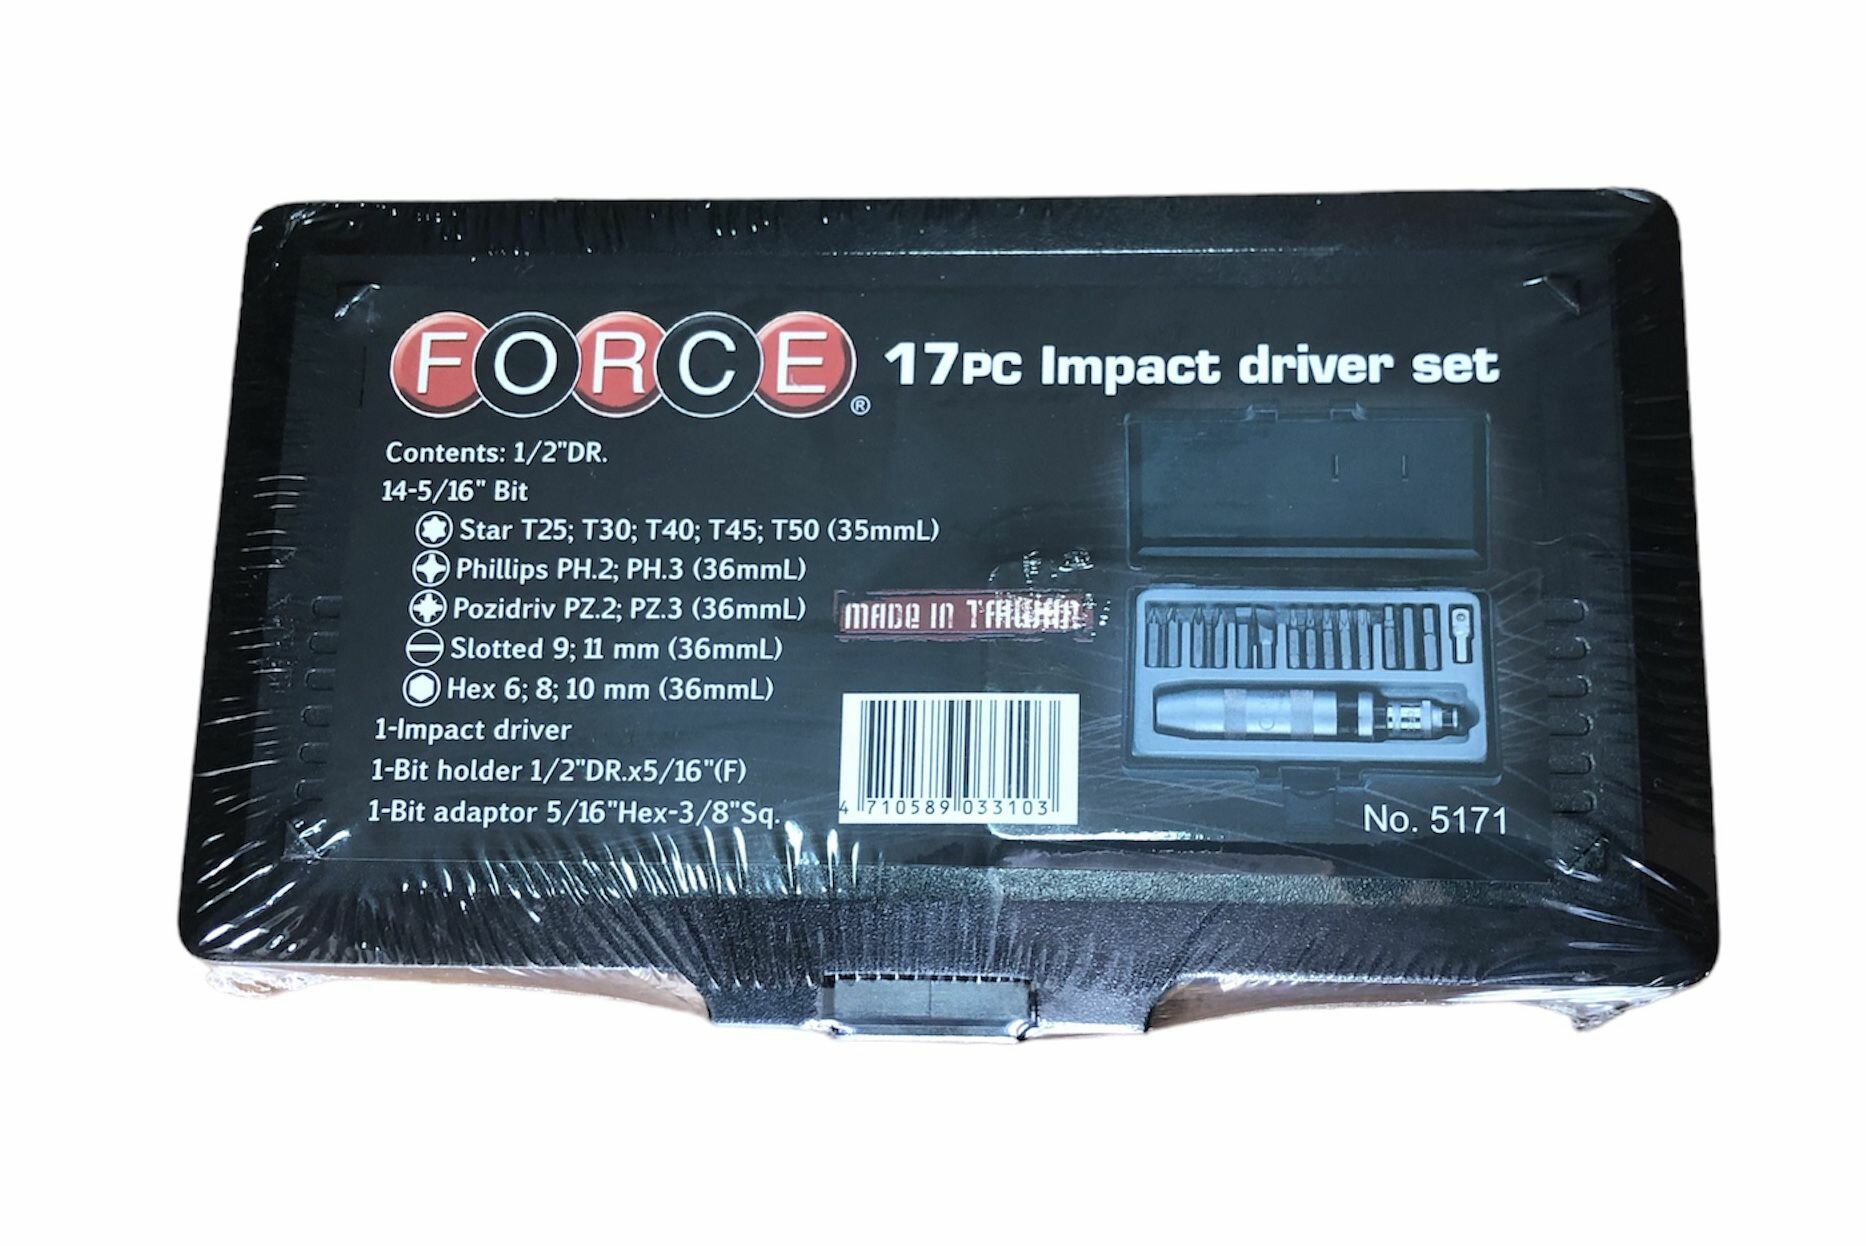 FORCE® 17PC Impact driver set
Contents: 1/2"DR.
14-5/16" Bit
Star T25; T30; T40; T45; T50 (35mmL)
Phillips PH.2; PH.3 (36mmL)
Pozidriv PZ.2; PZ.3 (36mmL)
Slotted 9; 11 mm (36mmL)
Hex 6; 8; 10 mm (36mmL)
1-Impact driver
1-Bit holder 1/2"DR.x5/16"(F)
1-Bit adaptor 5/16"Hex-3/8"Sq.
MADE IN TAIWAN
4 710589 033103
No. 5171